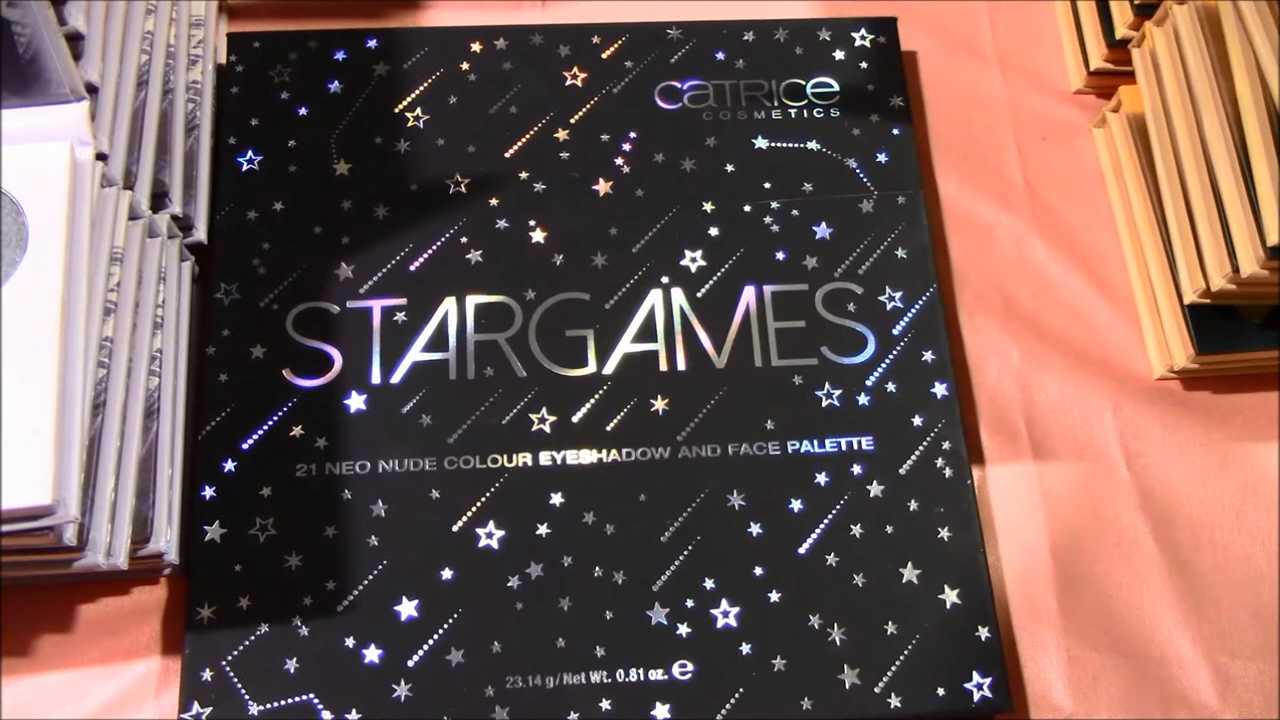 CATRICE
COSMETICS
STARGAMES
21 NEO NUDE COLOUR EYESHADOW AND FACE PALETTE
23.14 g/Net Wt. 0.81 oz. e